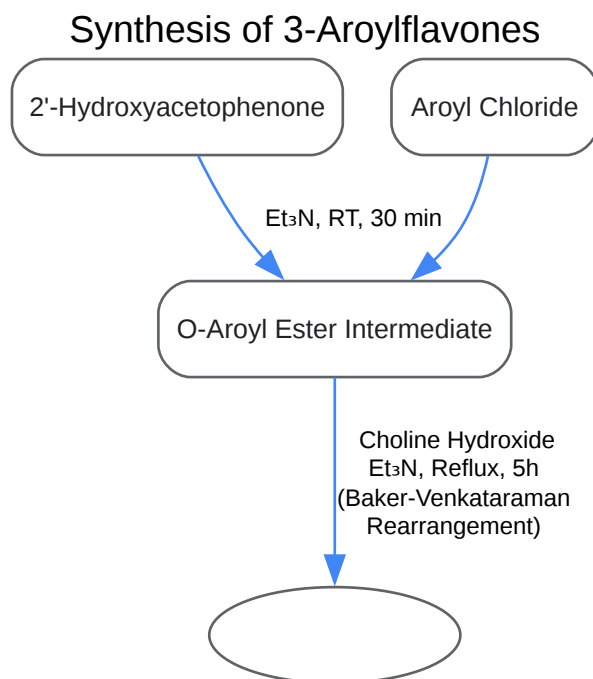 Synthesis of 3-Aroylflavones
2'-Hydroxyacetophenone
Aroyl Chloride
Et₃N, RT, 30 min
O-Aroyl Ester Intermediate
Choline Hydroxide
Et₃N, Reflux, 5h
(Baker-Venkataraman
Rearrangement)